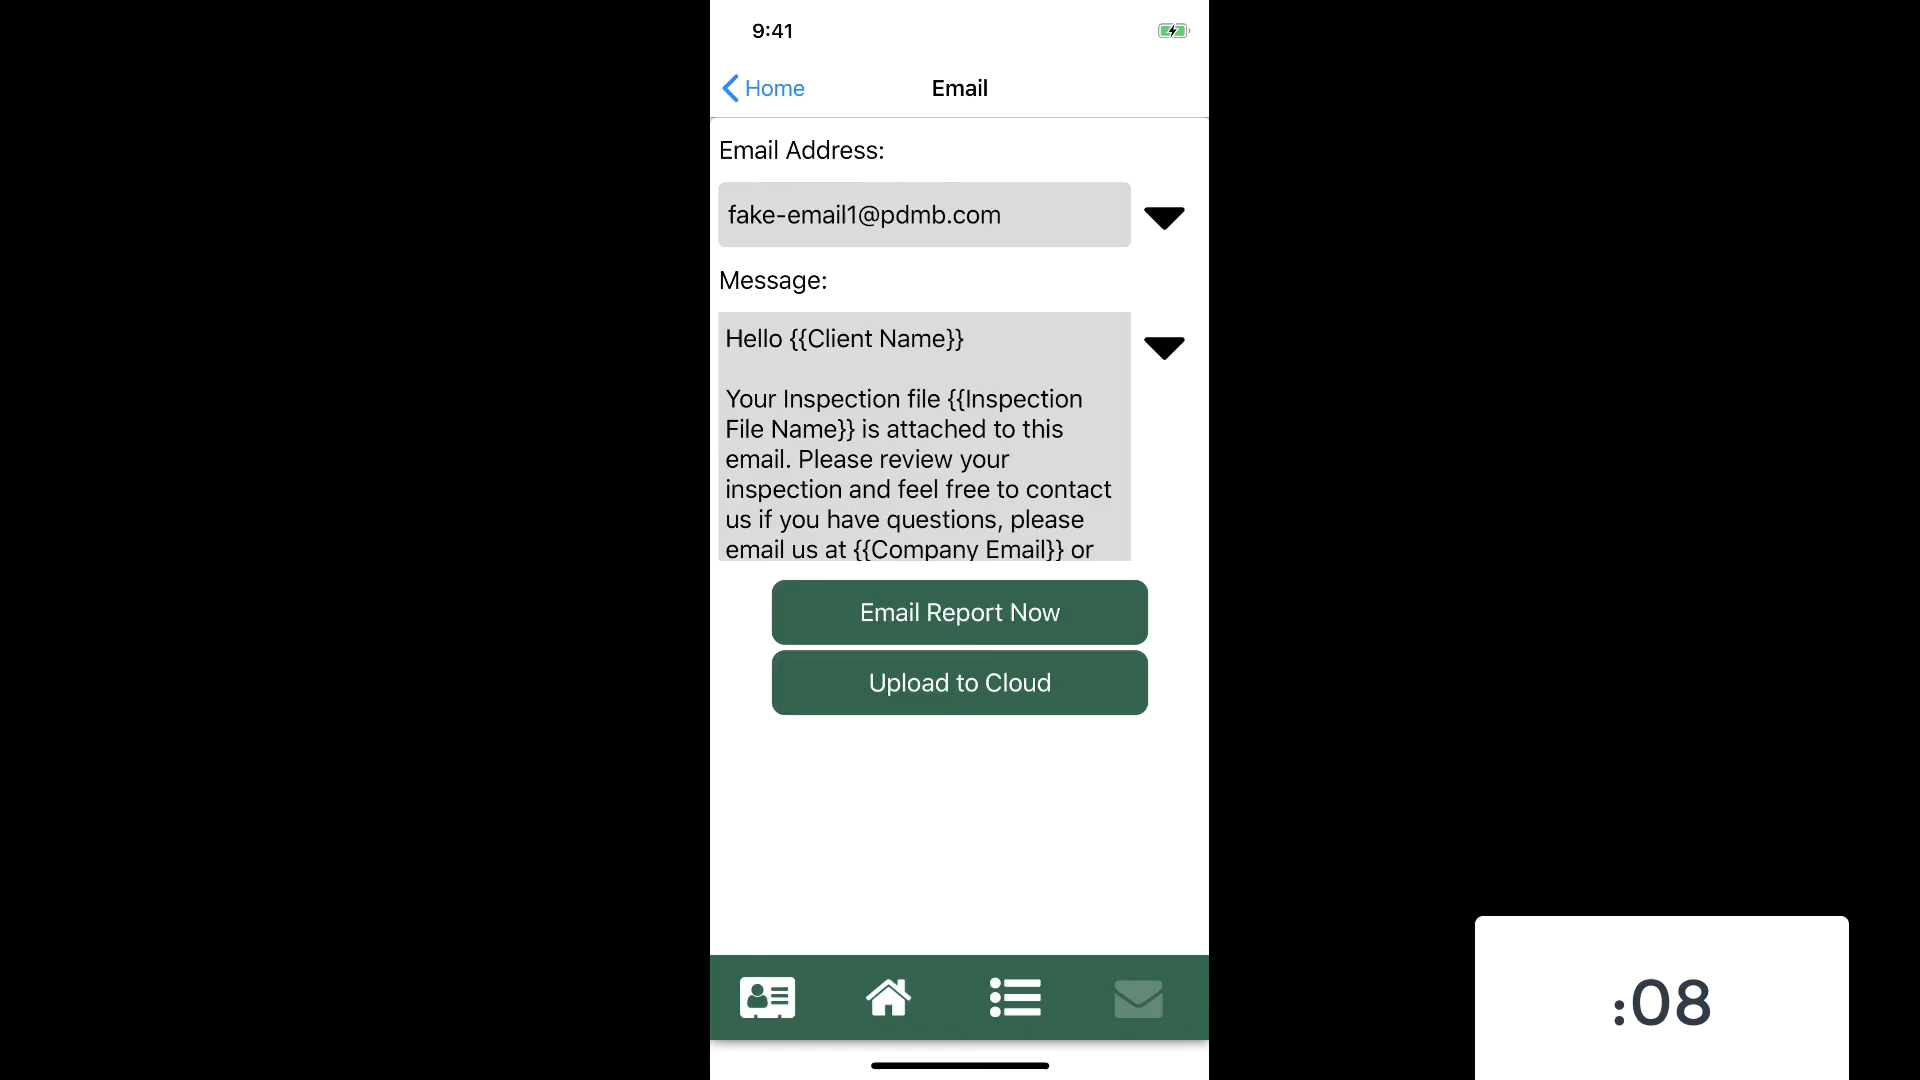 9:41
Home
Email
Email Address:
fake-email1@pdmb.com
Message:
Hello {{Client Name}}
Your Inspection file {{Inspection
File Name}} is attached to this
email. Please review your
inspection and feel free to contact
us if you have questions, please
email us at {{Company Email}} or
Email Report Now
Upload to Cloud
:08